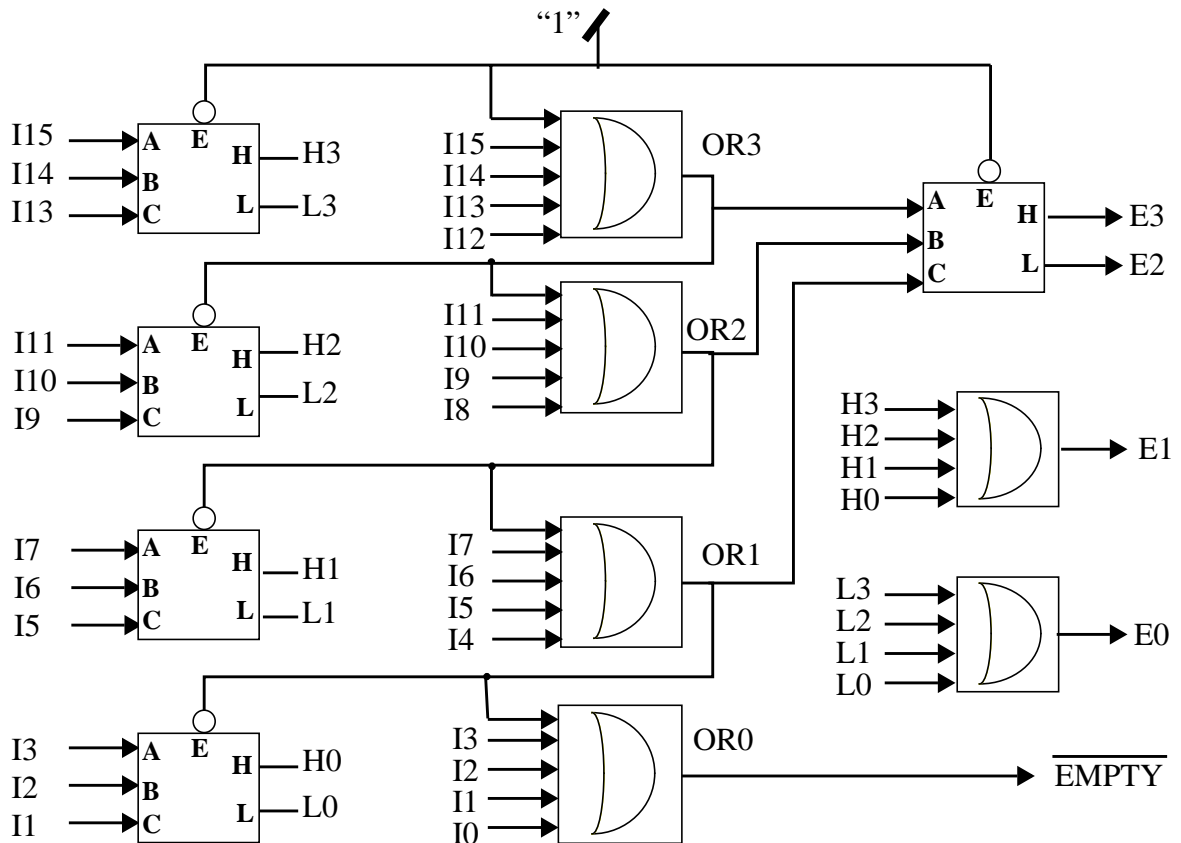 “1”
I15
I14
I13
A
B
C
E
H
L
H3
L3
I15
I14
I13
I12
OR3
A
B
C
E
H
L
E3
E2
I11
I10
I9
A
B
C
E
H
L
H2
L2
I11
I10
I9
I8
OR2
H3
H2
H1
H0
E1
I7
I6
I5
A
B
C
E
H
L
H1
L1
I7
I6
I5
I4
OR1
L3
L2
L1
L0
E0
I3
I2
I1
A
B
C
E
H
L
H0
L0
I3
I2
I1
I0
OR0
EMPTY